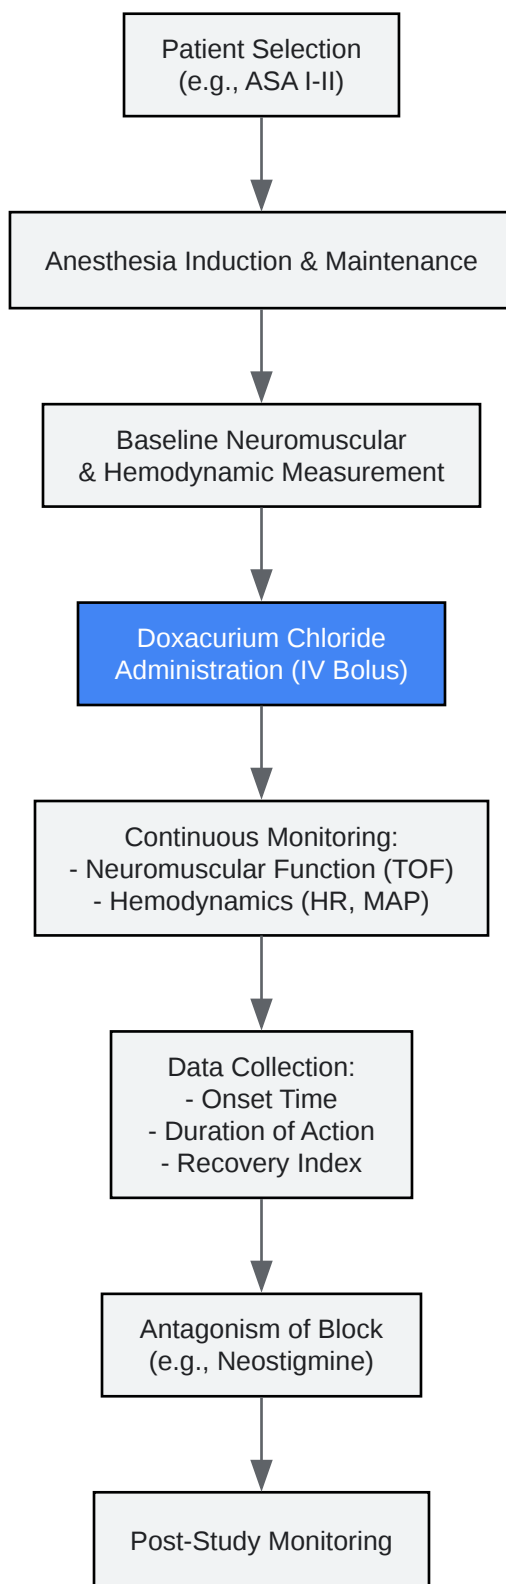 Patient Selection
(e.g., ASA I-II)
Anesthesia Induction & Maintenance
Baseline Neuromuscular
& Hemodynamic Measurement
Doxacurium Chloride
Administration (IV Bolus)
Continuous Monitoring:
- Neuromuscular Function (TOF)
- Hemodynamics (HR, MAP)
Data Collection:
- Onset Time
- Duration of Action
- Recovery Index
Antagonism of Block
(e.g., Neostigmine)
Post-Study Monitoring